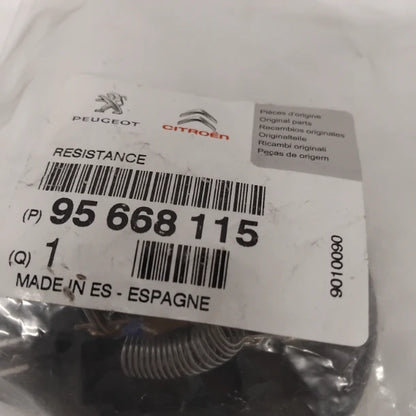 PEUGEOT
CITROËN
Pièces d'origine
Original parts
Recambios originales
Originalteile
Ricambi originali
Peças de origem
RESISTANCE
(P) 95 668 115
(Q) 1
MADE IN ES - ESPAGNE
9010090